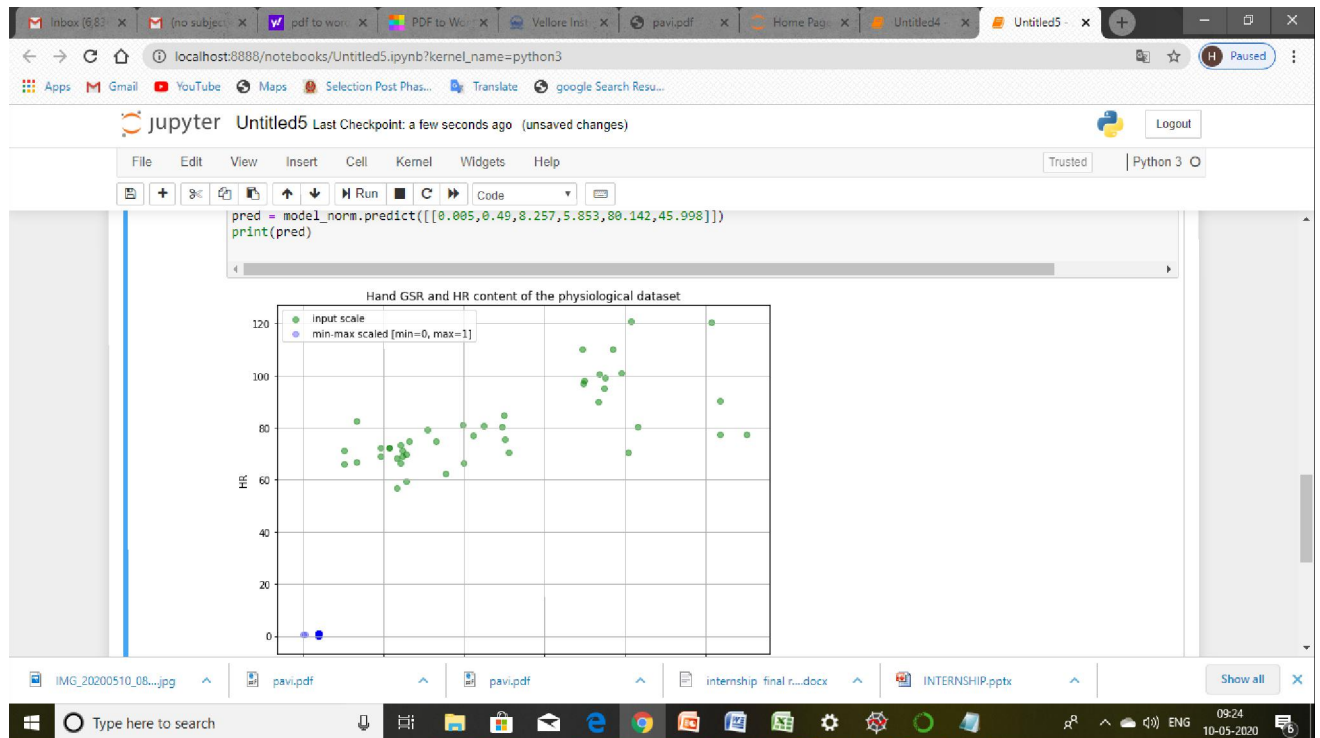 Inbox (6,83
(no subject
pdf to word
PDF to Wor
Vellore Inst
pavi.pdf
Home Page
Untitled4 -
Untitled5 -
localhost:8888/notebooks/Untitled5.ipynb?kernel_name=python3
H Paused
Apps Gmail YouTube Maps Selection Post Phas... Translate google Search Resu...
jupyter Untitled5 Last Checkpoint: a few seconds ago (unsaved changes)
Logout
File Edit View Insert Cell Kernel Widgets Help
Trusted Python 3
Run Code
pred = model_norm.predict([[0.005,0.49,8.257,5.853,80.142,45.998]])
print(pred)
Hand GSR and HR content of the physiological dataset
input scale
min-max scaled [min=0, max=1]
120
100
80
60
40
20
0
HR
IMG_20200510_08....jpg
pavi.pdf
pavi.pdf
internship final r....docx
INTERNSHIP.pptx
Show all
Type here to search
ENG
09:24
10-05-2020
6